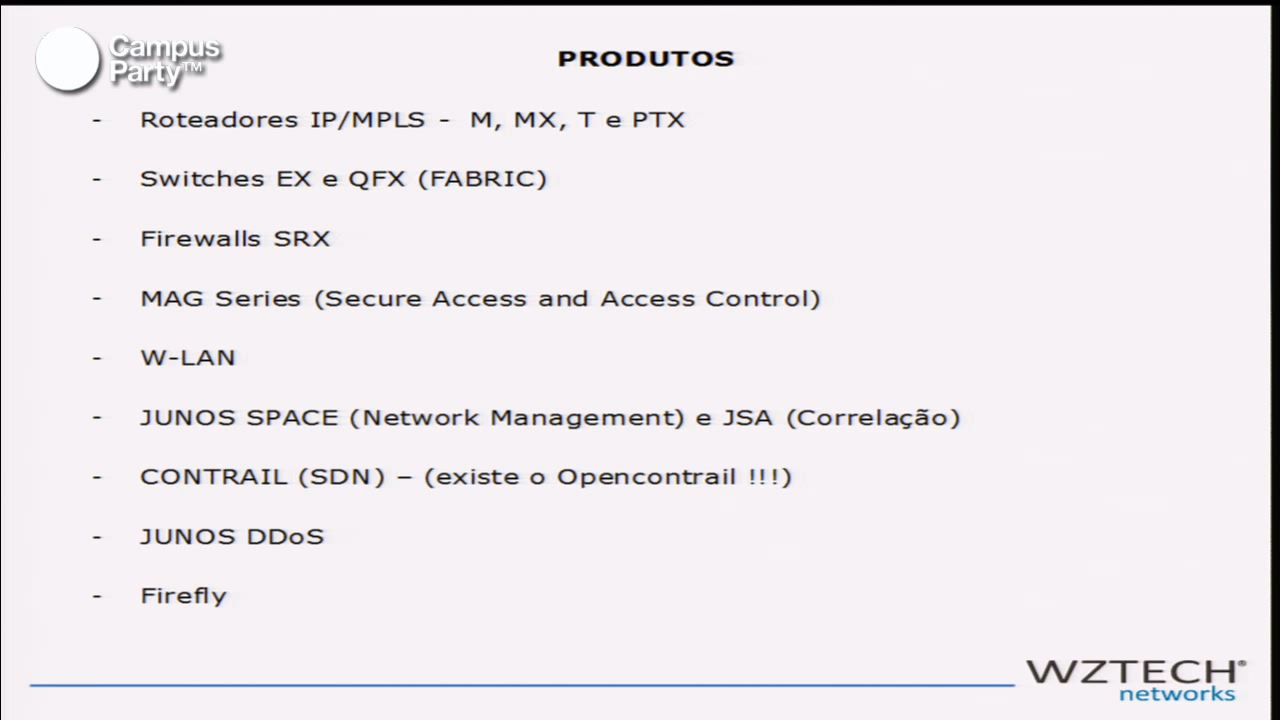 Campus
Party™
PRODUTOS
- Roteadores IP/MPLS - M, MX, T e PTX
- Switches EX e QFX (FABRIC)
- Firewalls SRX
- MAG Series (Secure Access and Access Control)
- W-LAN
- JUNOS SPACE (Network Management) e JSA (Correlação)
- CONTRAIL (SDN) – (existe o Opencontrail !!!)
- JUNOS DDoS
- Firefly
WZTECH®
networks